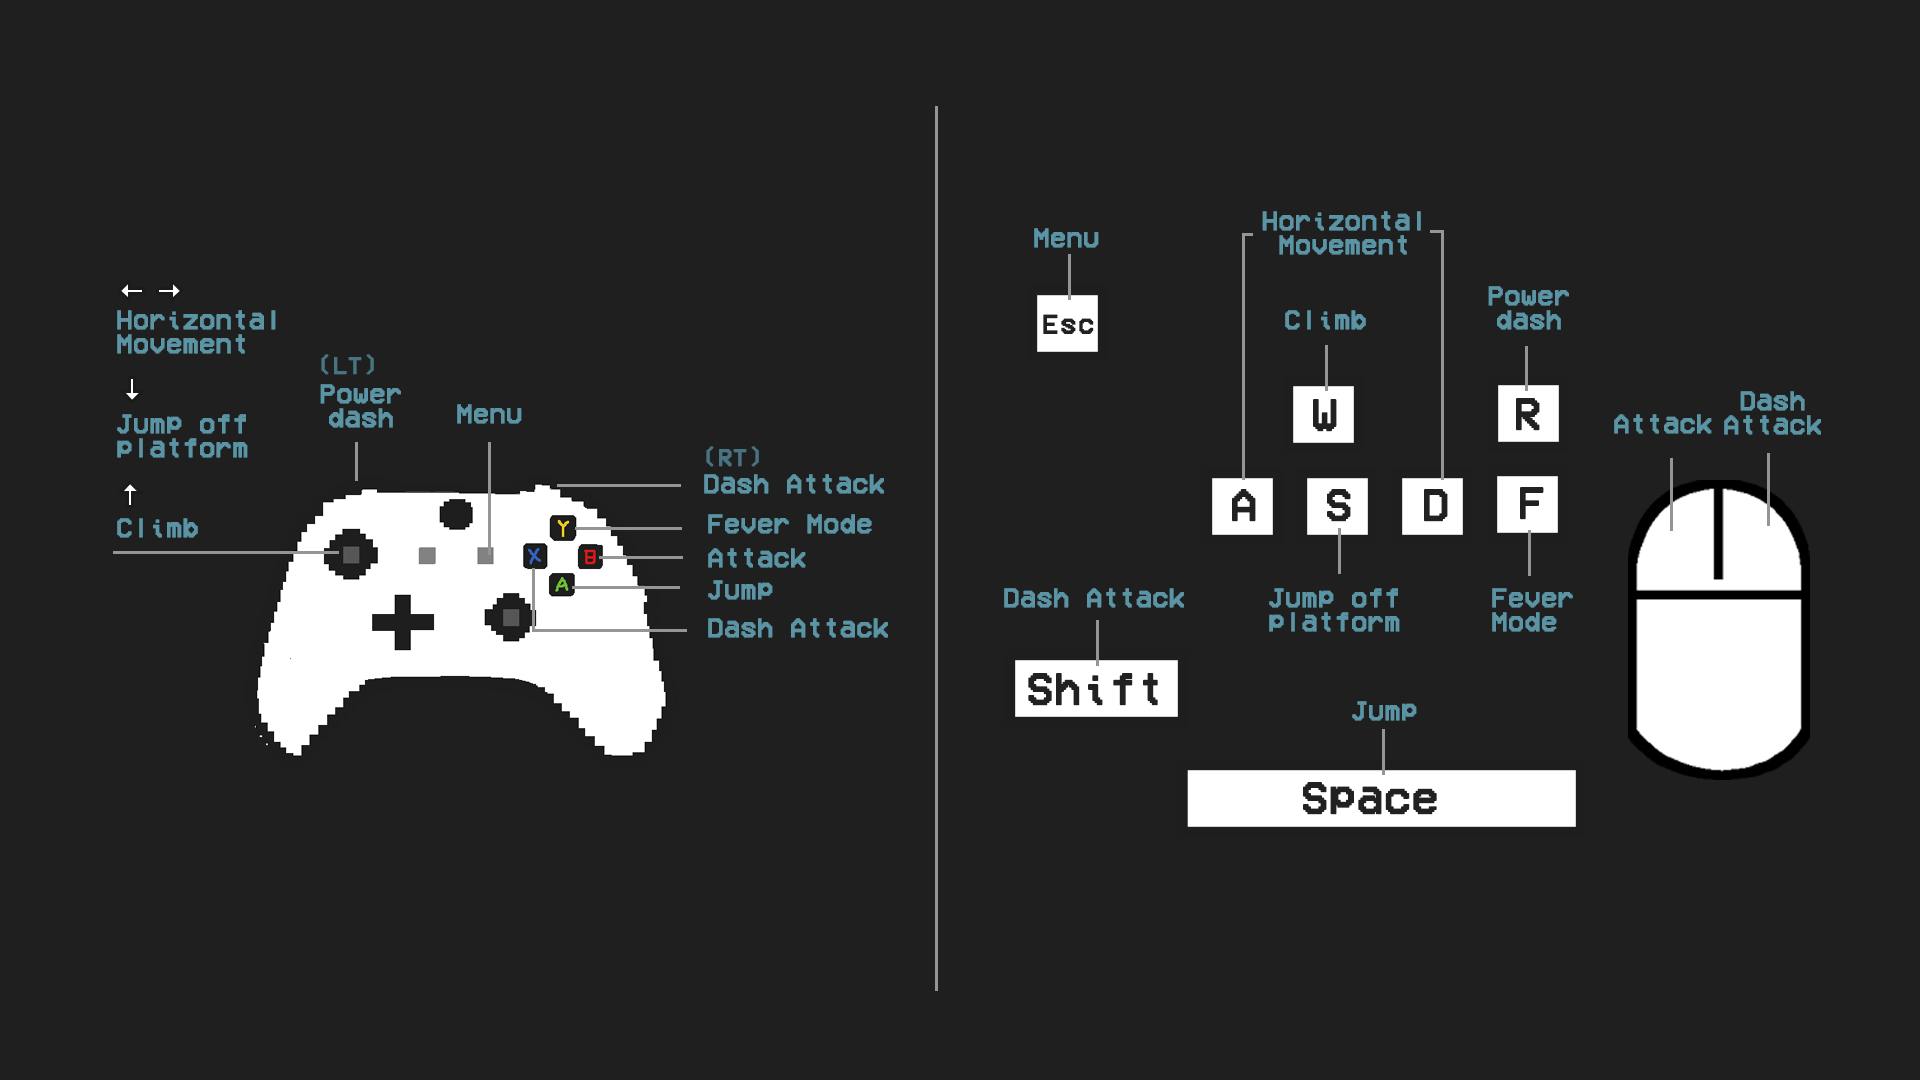 ← →
Horizontal
Movement
↓
Jump off
platform
↑
Climb
(LT)
Power
dash
Menu
(RT)
Dash Attack
Fever Mode
Attack
Jump
Dash Attack
Y
X
B
A
Menu
Esc
Horizontal
Movement
Climb
W
Power
dash
R
A
S
D
F
Dash Attack
Shift
Jump off
platform
Fever
Mode
Jump
Space
Attack
Dash
Attack